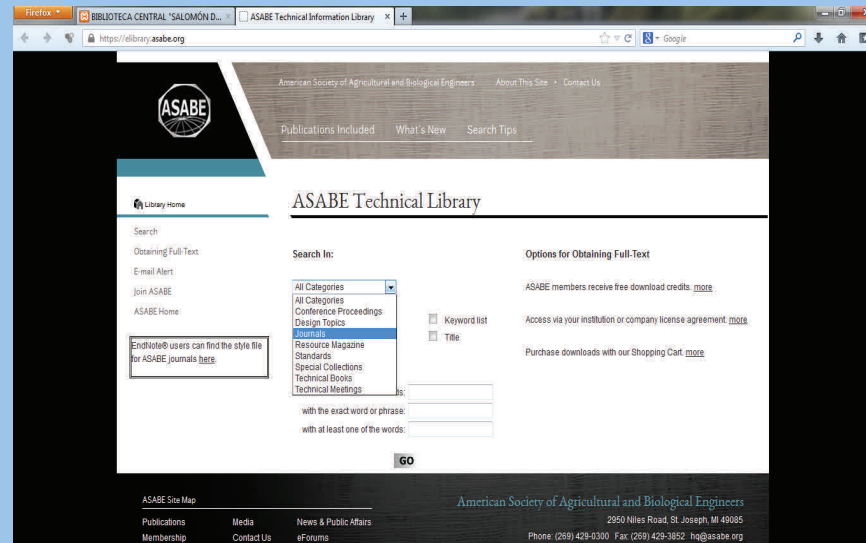 Firefox
BIBLIOTECA CENTRAL "SALOMÓN D...
ASABE Technical Information Library
https://elibrary.asabe.org
Google
American Society of Agricultural and Biological Engineers
About This Site • Contact Us
ASABE
Publications Included
What's New
Search Tips
Library Home
ASABE Technical Library
Search
Obtaining Full-Text
E-mail Alert
Join ASABE
ASABE Home
EndNote® users can find the style file
for ASABE journals here.
Search In:
All Categories
All Categories
Conference Proceedings
Design Topics
Journals
Resource Magazine
Standards
Special Collections
Technical Books
Technical Meetings
Keyword list
Title
ds:
with the exact word or phrase:
with at least one of the words:
GO
Options for Obtaining Full-Text
ASABE members receive free download credits. more
Access via your institution or company license agreement. more
Purchase downloads with our Shopping Cart. more
ASABE Site Map
Publications
Media
News & Public Affairs
Membership
Contact Us
eForums
American Society of Agricultural and Biological Engineers
2950 Niles Road, St. Joseph, MI 49085
Phone: (269) 429-0300 Fax: (269) 429-3852 hq@asabe.org